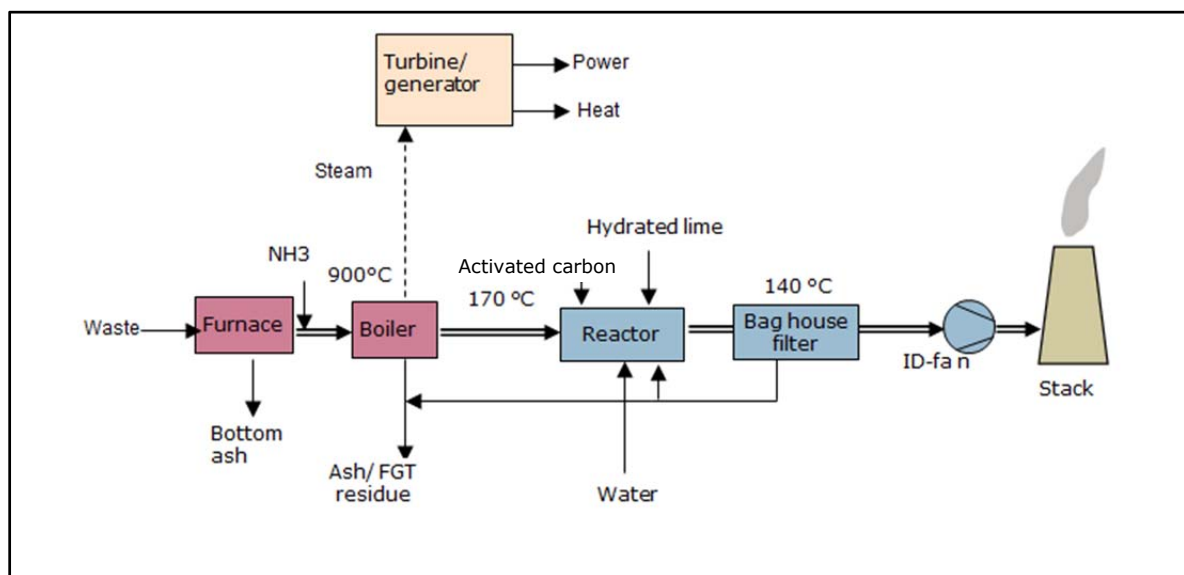 Turbine/
generator
Power
Heat
Steam
Hydrated lime
NH3
900°C
Activated carbon
170 °C
140 °C
Waste
Furnace
Boiler
Reactor
Bag house
filter
ID-fa n
Stack
Bottom
ash
Ash/ FGT
residue
Water